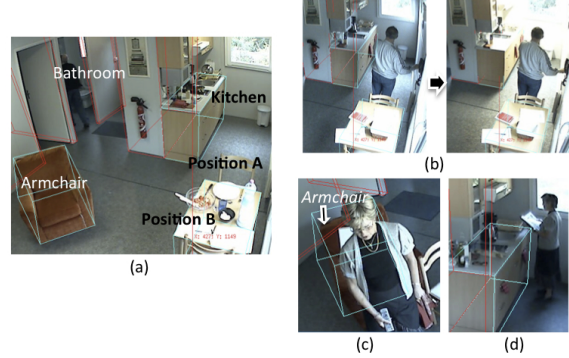 Bathroom
Kitchen
Position A
Armchair
Position B
(a)
(b)
Armchair
(c)
(d)